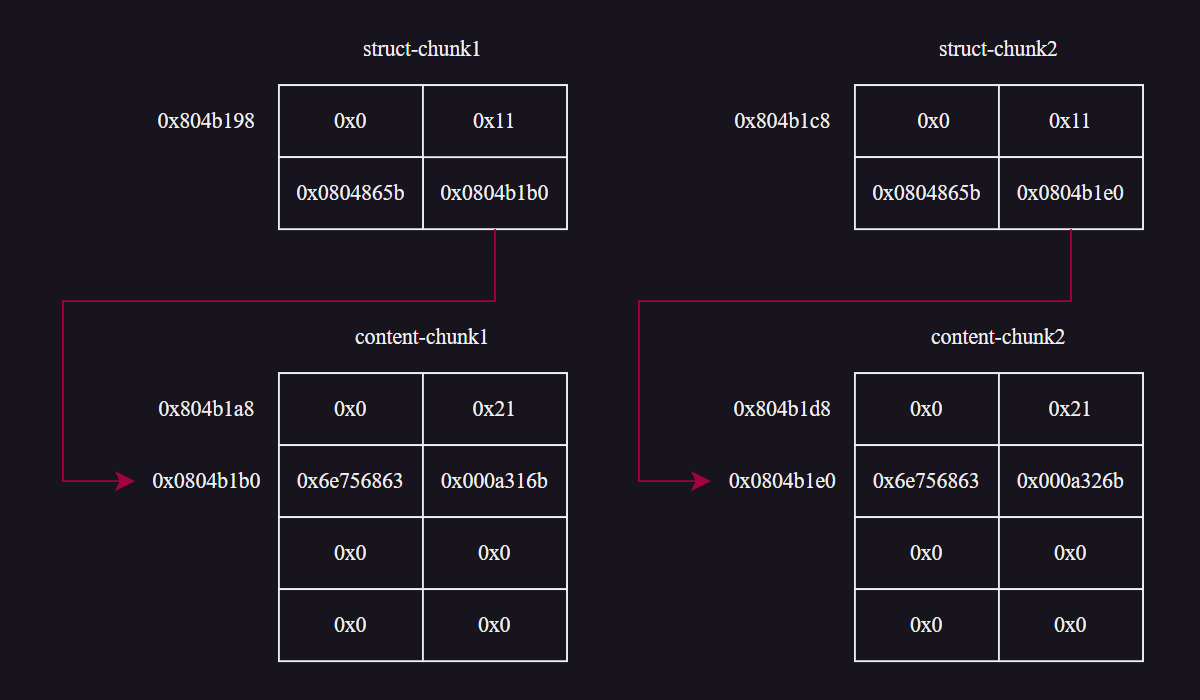 struct-chunk1 struct-chunk2
0x804b198 0x0 0x11 0x804b1c8 0x0 0x11
0x0804865b 0x0804b1b0 0x0804865b 0x0804b1e0
content-chunk1 content-chunk2
0x804b1a8 0x0 0x21 0x804b1d8 0x0 0x21
0x0804b1b0 0x6e756863 0x000a316b 0x0804b1e0 0x6e756863 0x000a326b
0x0 0x0 0x0 0x0
0x0 0x0 0x0 0x0